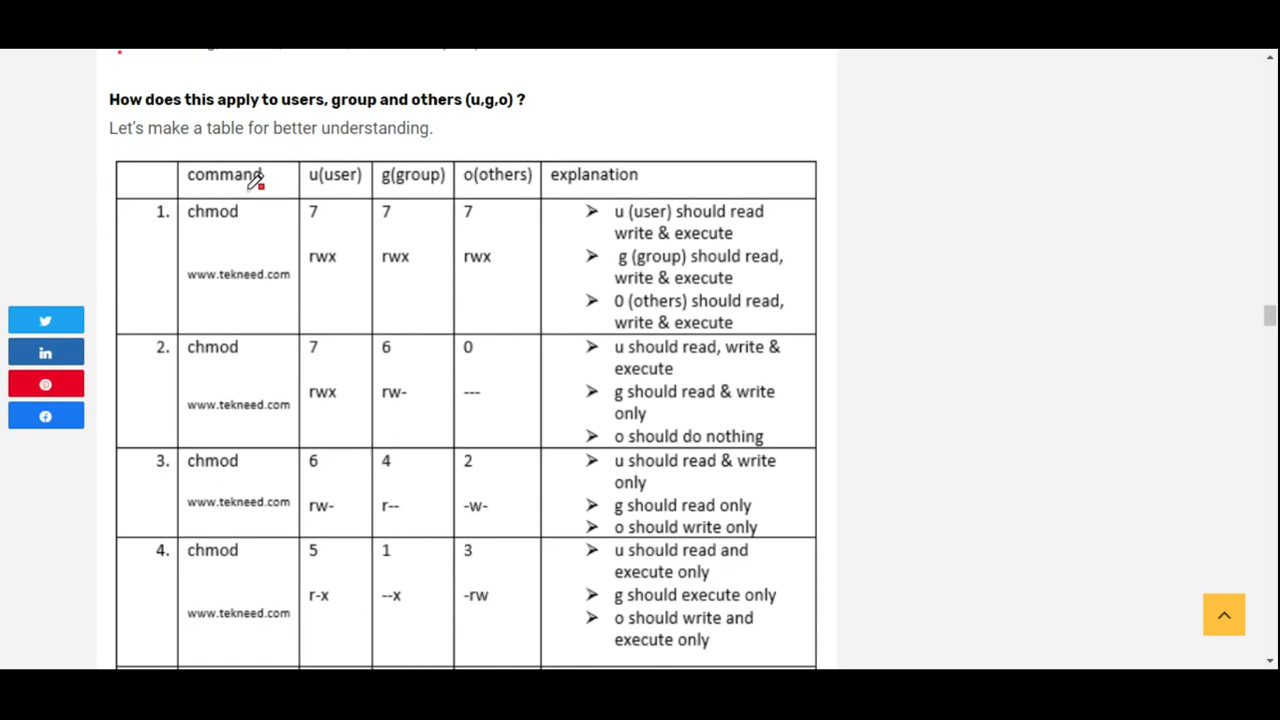 How does this apply to users, group and others (u,g,o) ?
Let's make a table for better understanding.
command u(user) g(group) o(others) explanation
1. chmod 7 7 7 ➢ u (user) should read
write & execute
rwx rwx rwx ➢ g (group) should read,
www.tekneed.com write & execute
➢ 0 (others) should read,
write & execute
2. chmod 7 6 0 ➢ u should read, write &
execute
rwx rw- --- ➢ g should read & write
www.tekneed.com only
➢ o should do nothing
3. chmod 6 4 2 ➢ u should read & write
only
www.tekneed.com rw- r-- -w- ➢ g should read only
➢ o should write only
4. chmod 5 1 3 ➢ u should read and
execute only
r-x --x -rw ➢ g should execute only
www.tekneed.com ➢ o should write and
execute only
in